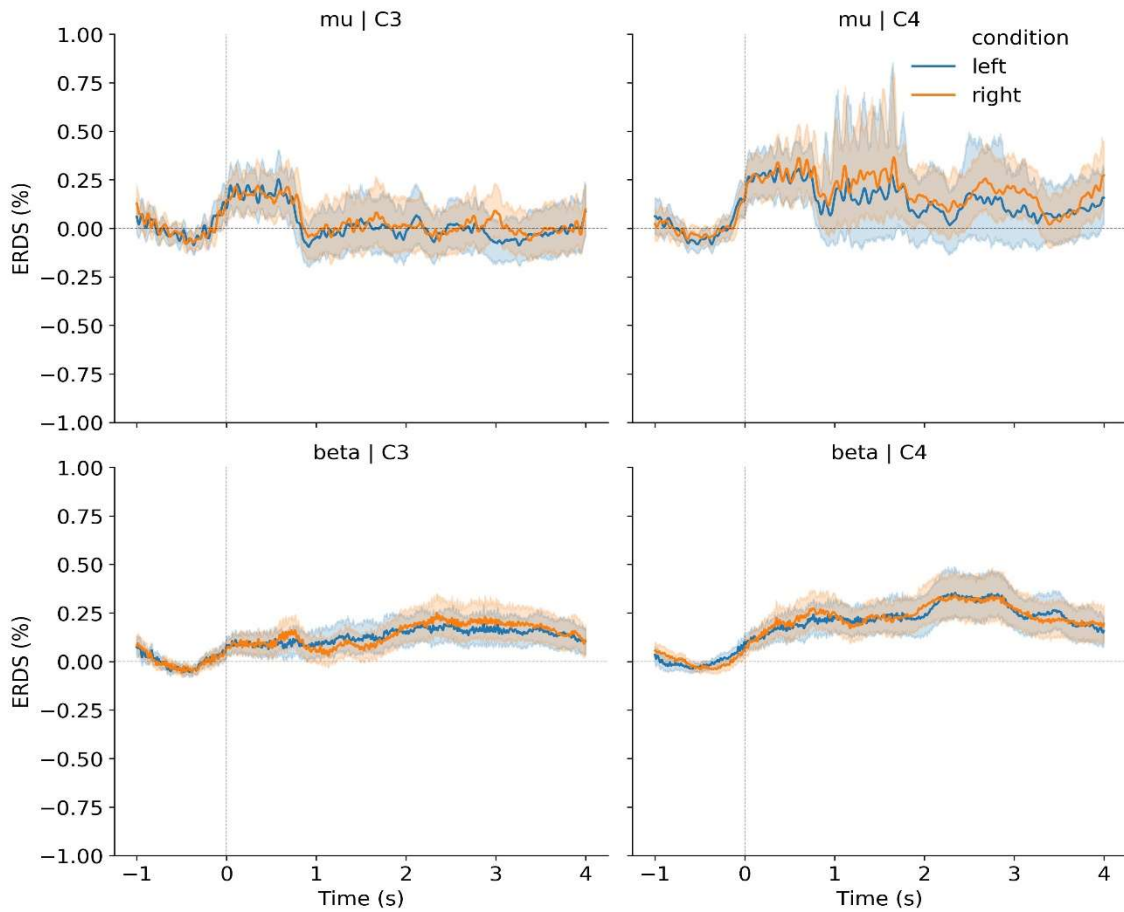 mu | C3
mu | C4
condition
left
right
1.00
0.75
0.50
0.25
0.00
−0.25
−0.50
−0.75
−1.00
ERDS (%)
beta | C3
beta | C4
1.00
0.75
0.50
0.25
0.00
−0.25
−0.50
−0.75
−1.00
ERDS (%)
−1 0 1 2 3 4
−1 0 1 2 3 4
Time (s)
Time (s)